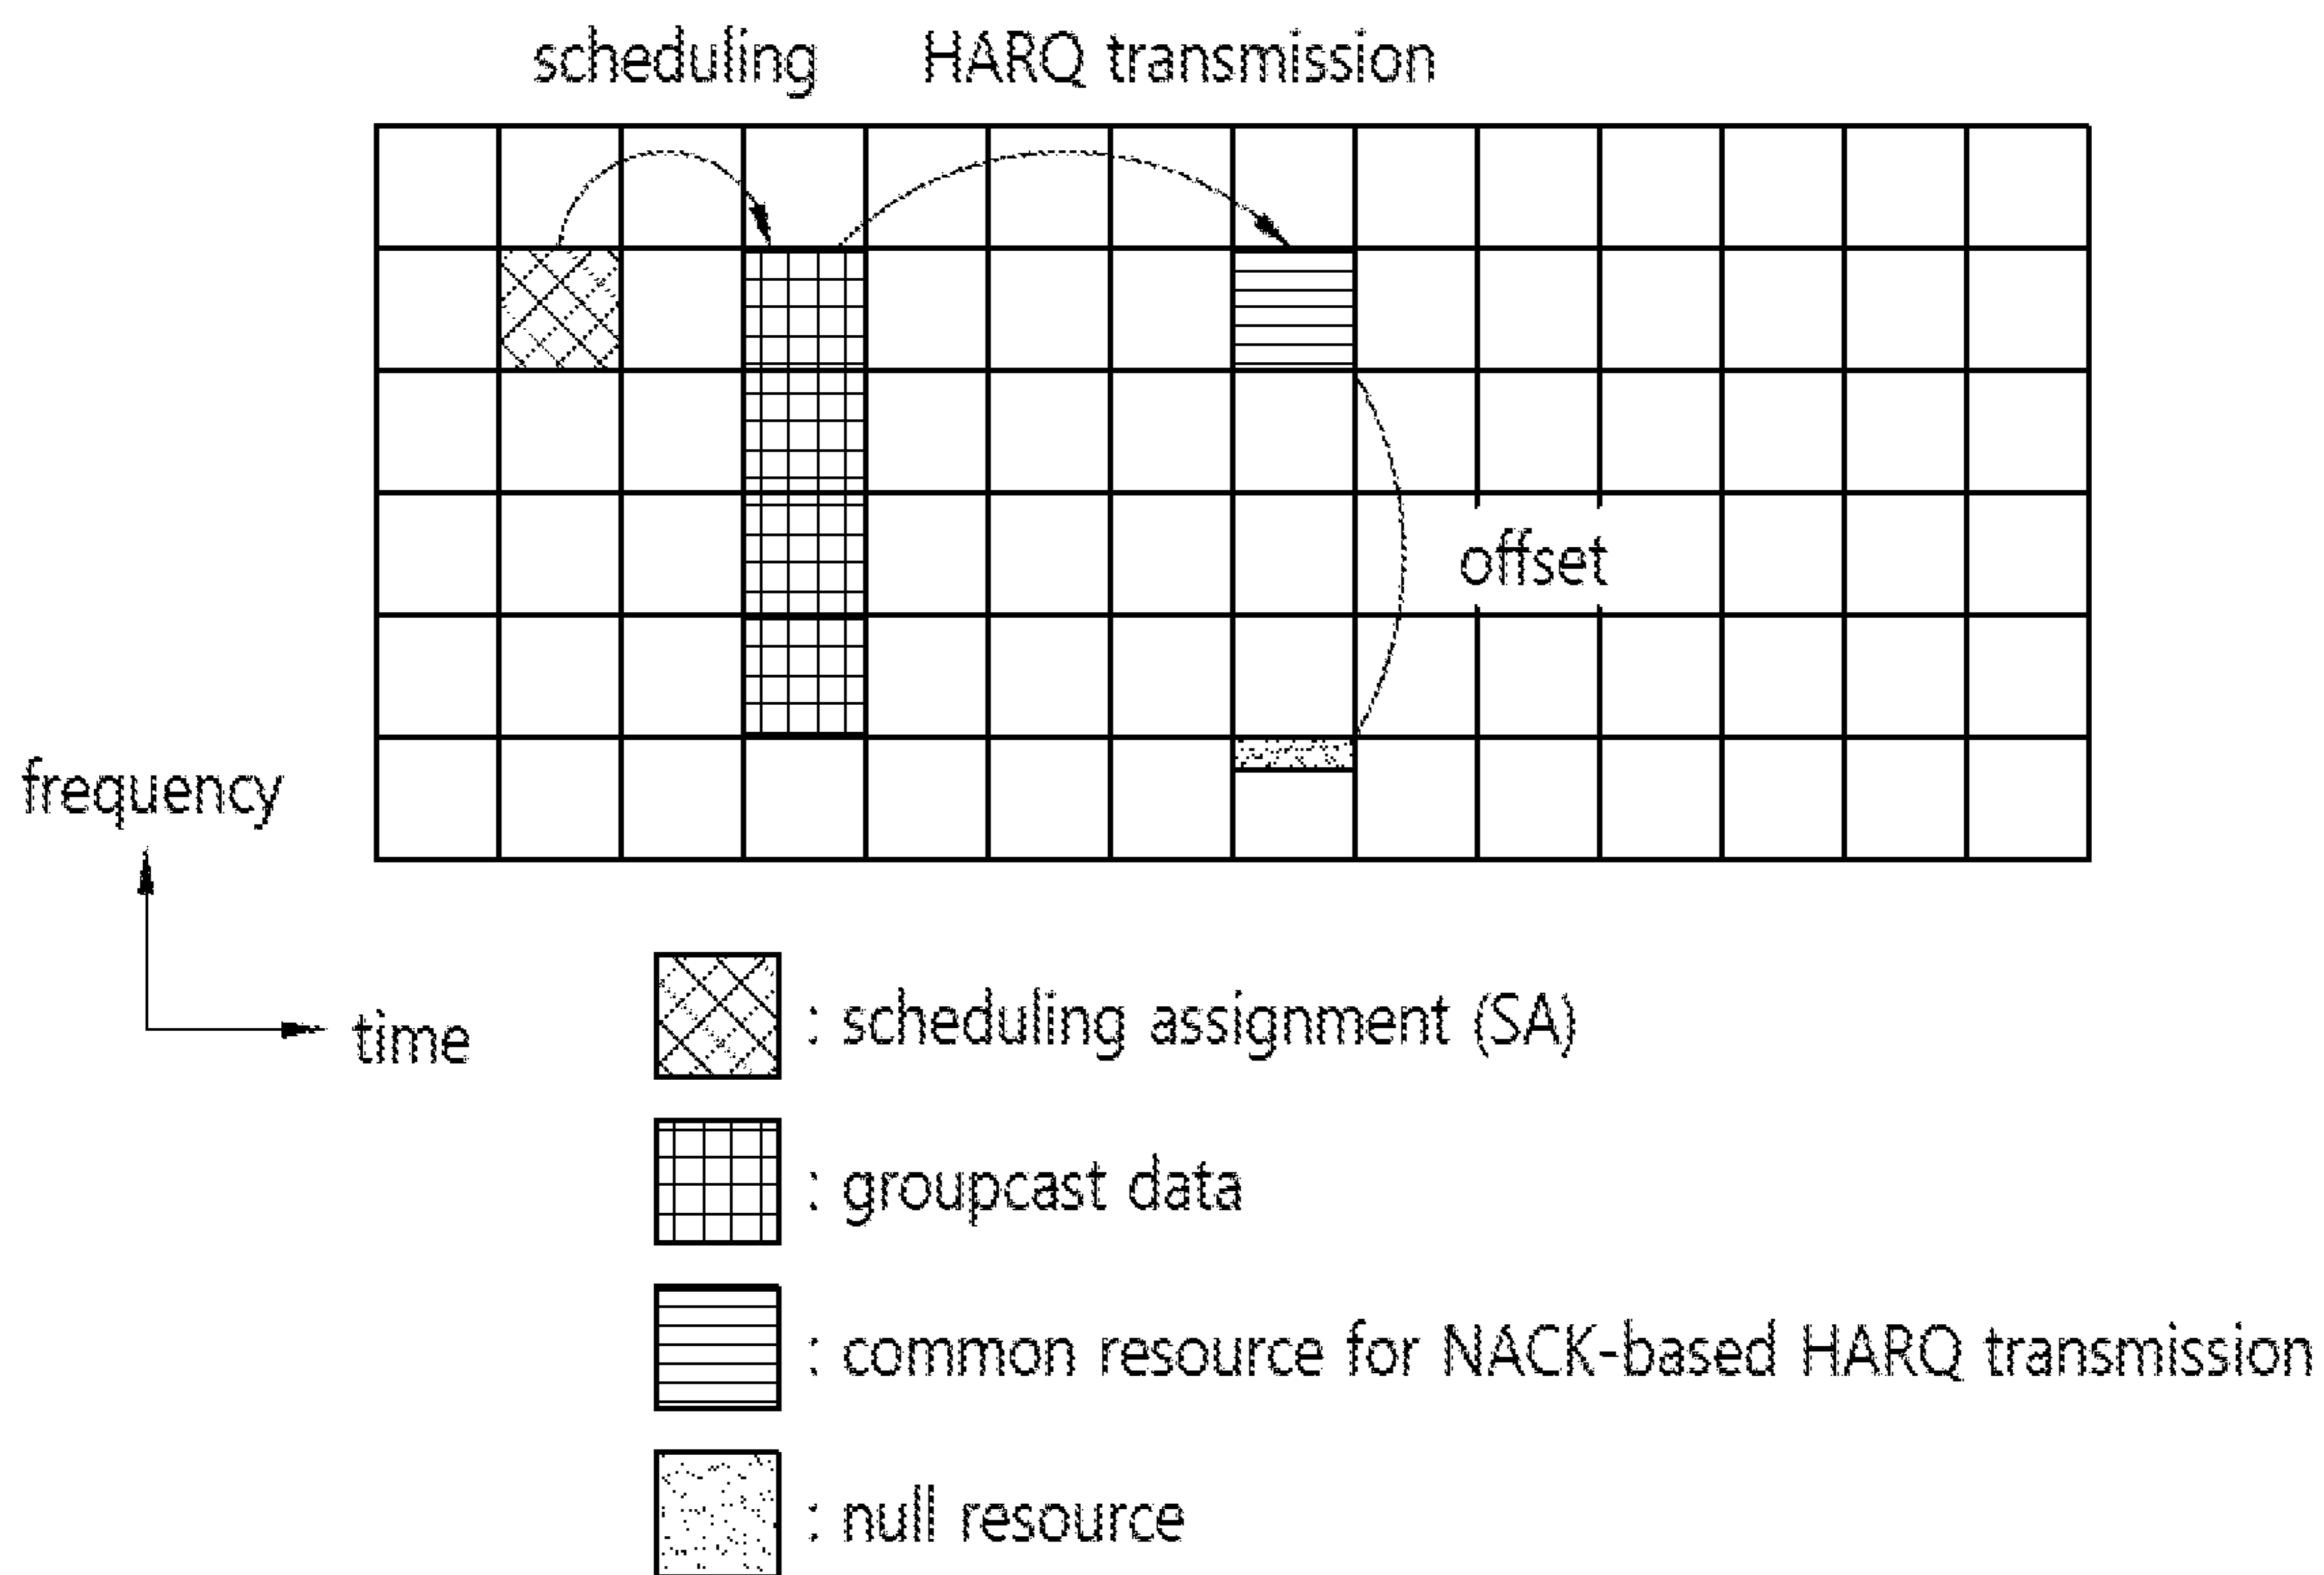 scheduling HARQ transmission
offset
frequency
time
: scheduling assignment (SA)
: groupcast data
: common resource for NACK-based HARQ transmission
: null resource